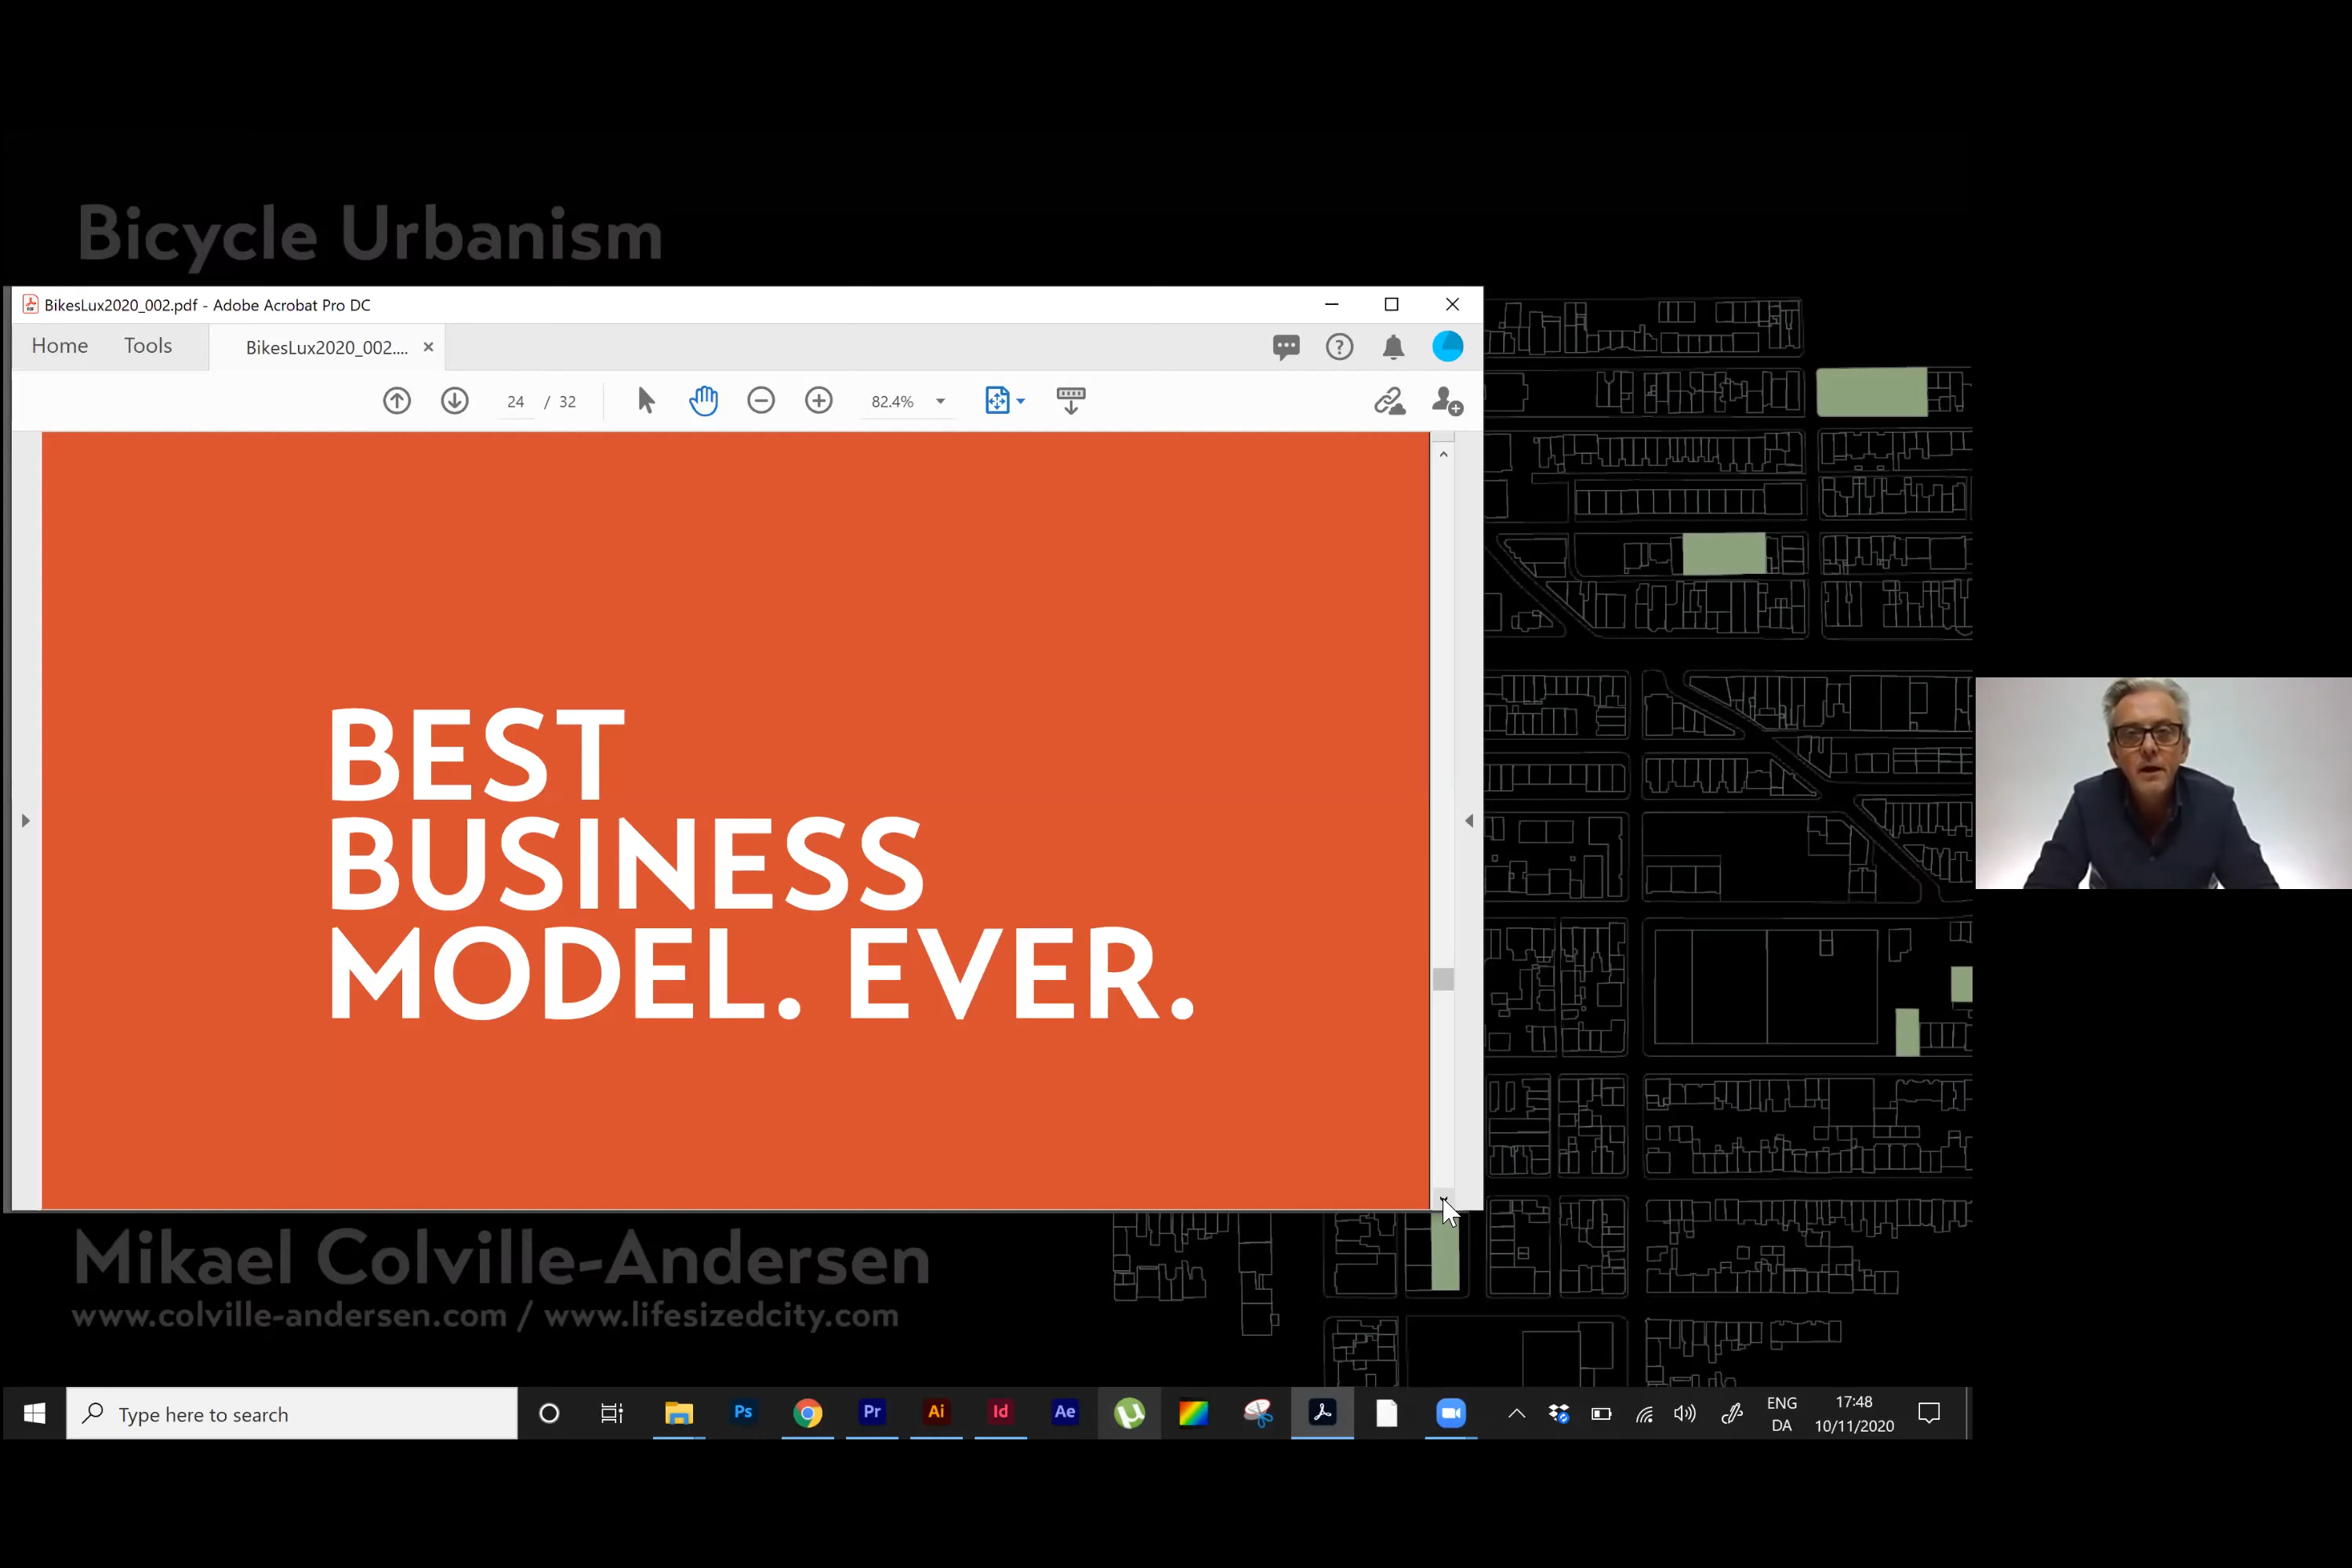 Bicycle Urbanism
BikesLux2020_002.pdf - Adobe Acrobat Pro DC
Home Tools BikesLux2020_002....
24 / 32 82.4%
BEST
BUSINESS
MODEL. EVER.
Mikael Colville-Andersen
www.colville-andersen.com / www.lifesizedcity.com
Type here to search
Ps
Pr
Ai
Id
Ae
ENG
DA
17:48
10/11/2020